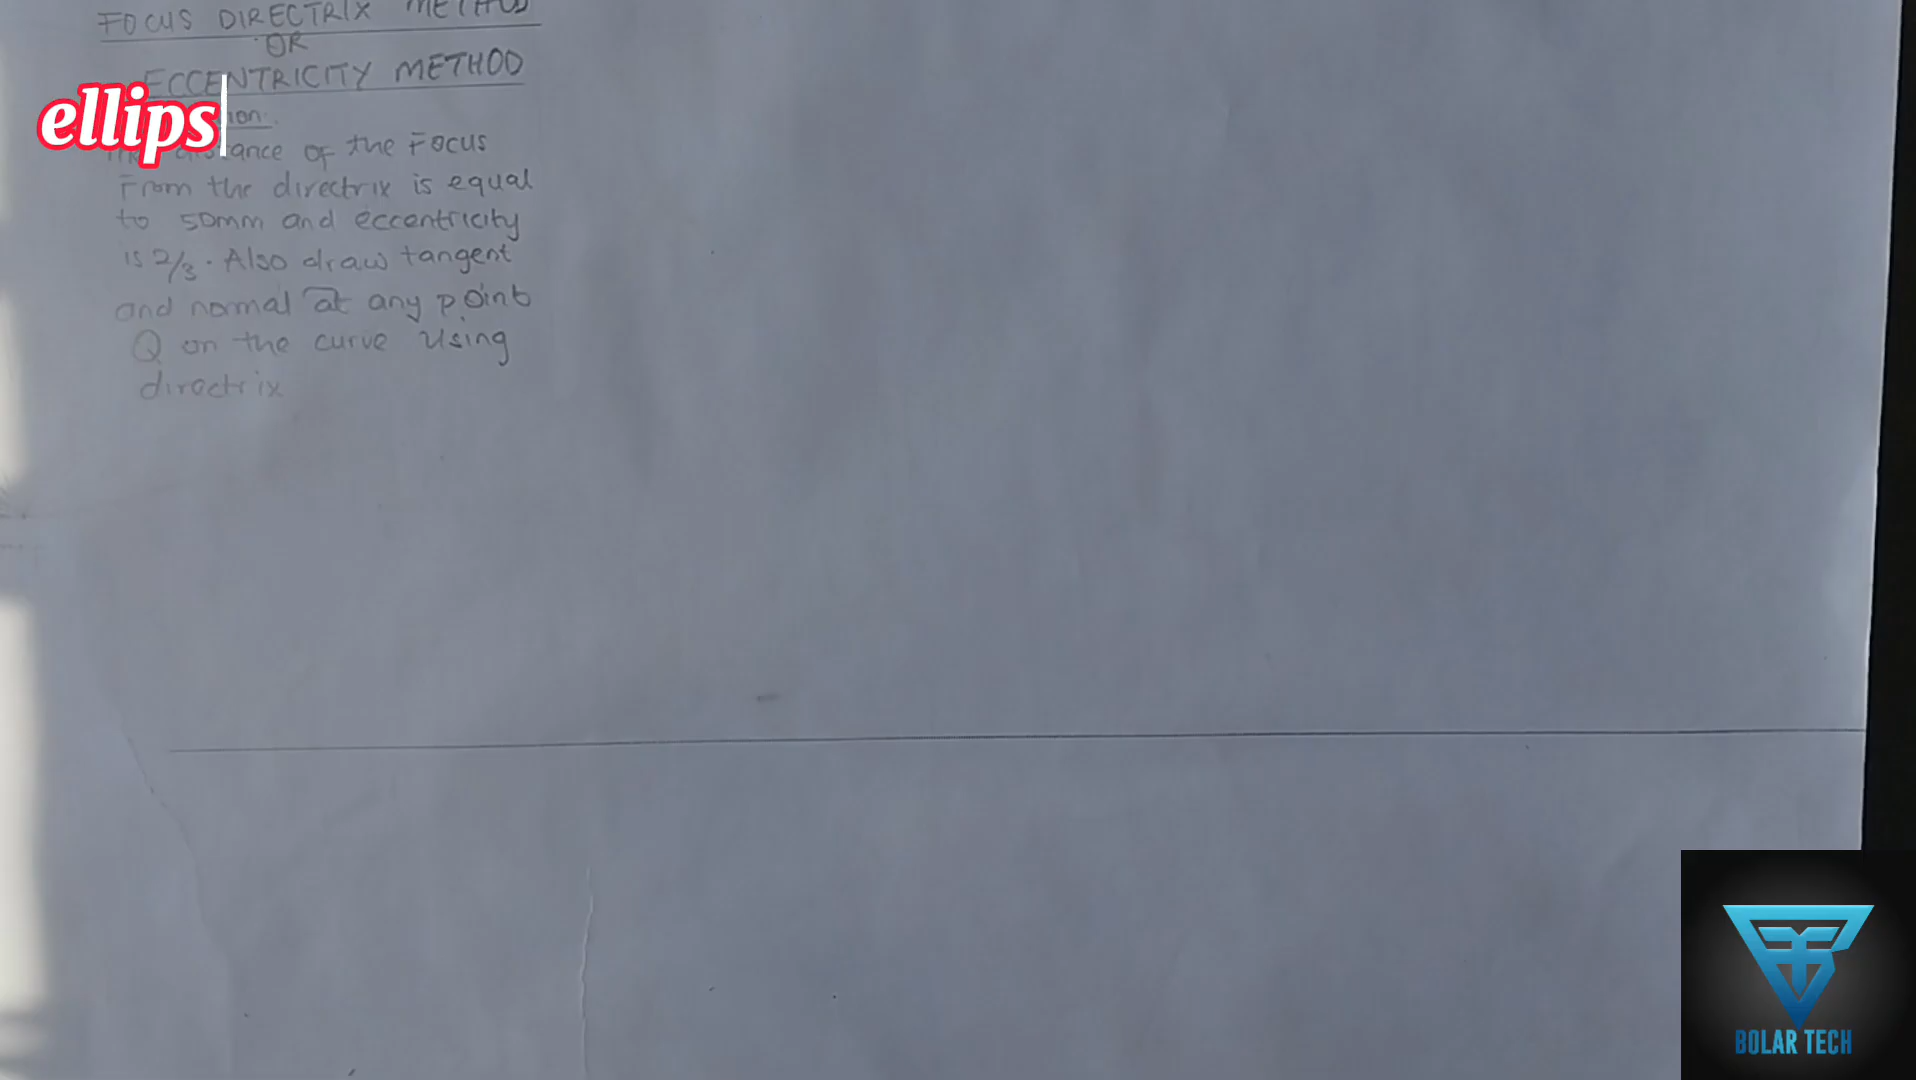 FOCUS DIRECTRIX METHOD
OR
ECCENTRICITY METHOD
ellips
distance of the Focus
From the directrix is equal
to 50mm and eccentricity
is 2/3. Also draw tangent
and normal at any point
Q on the curve using
directrix
BOLAR TECH